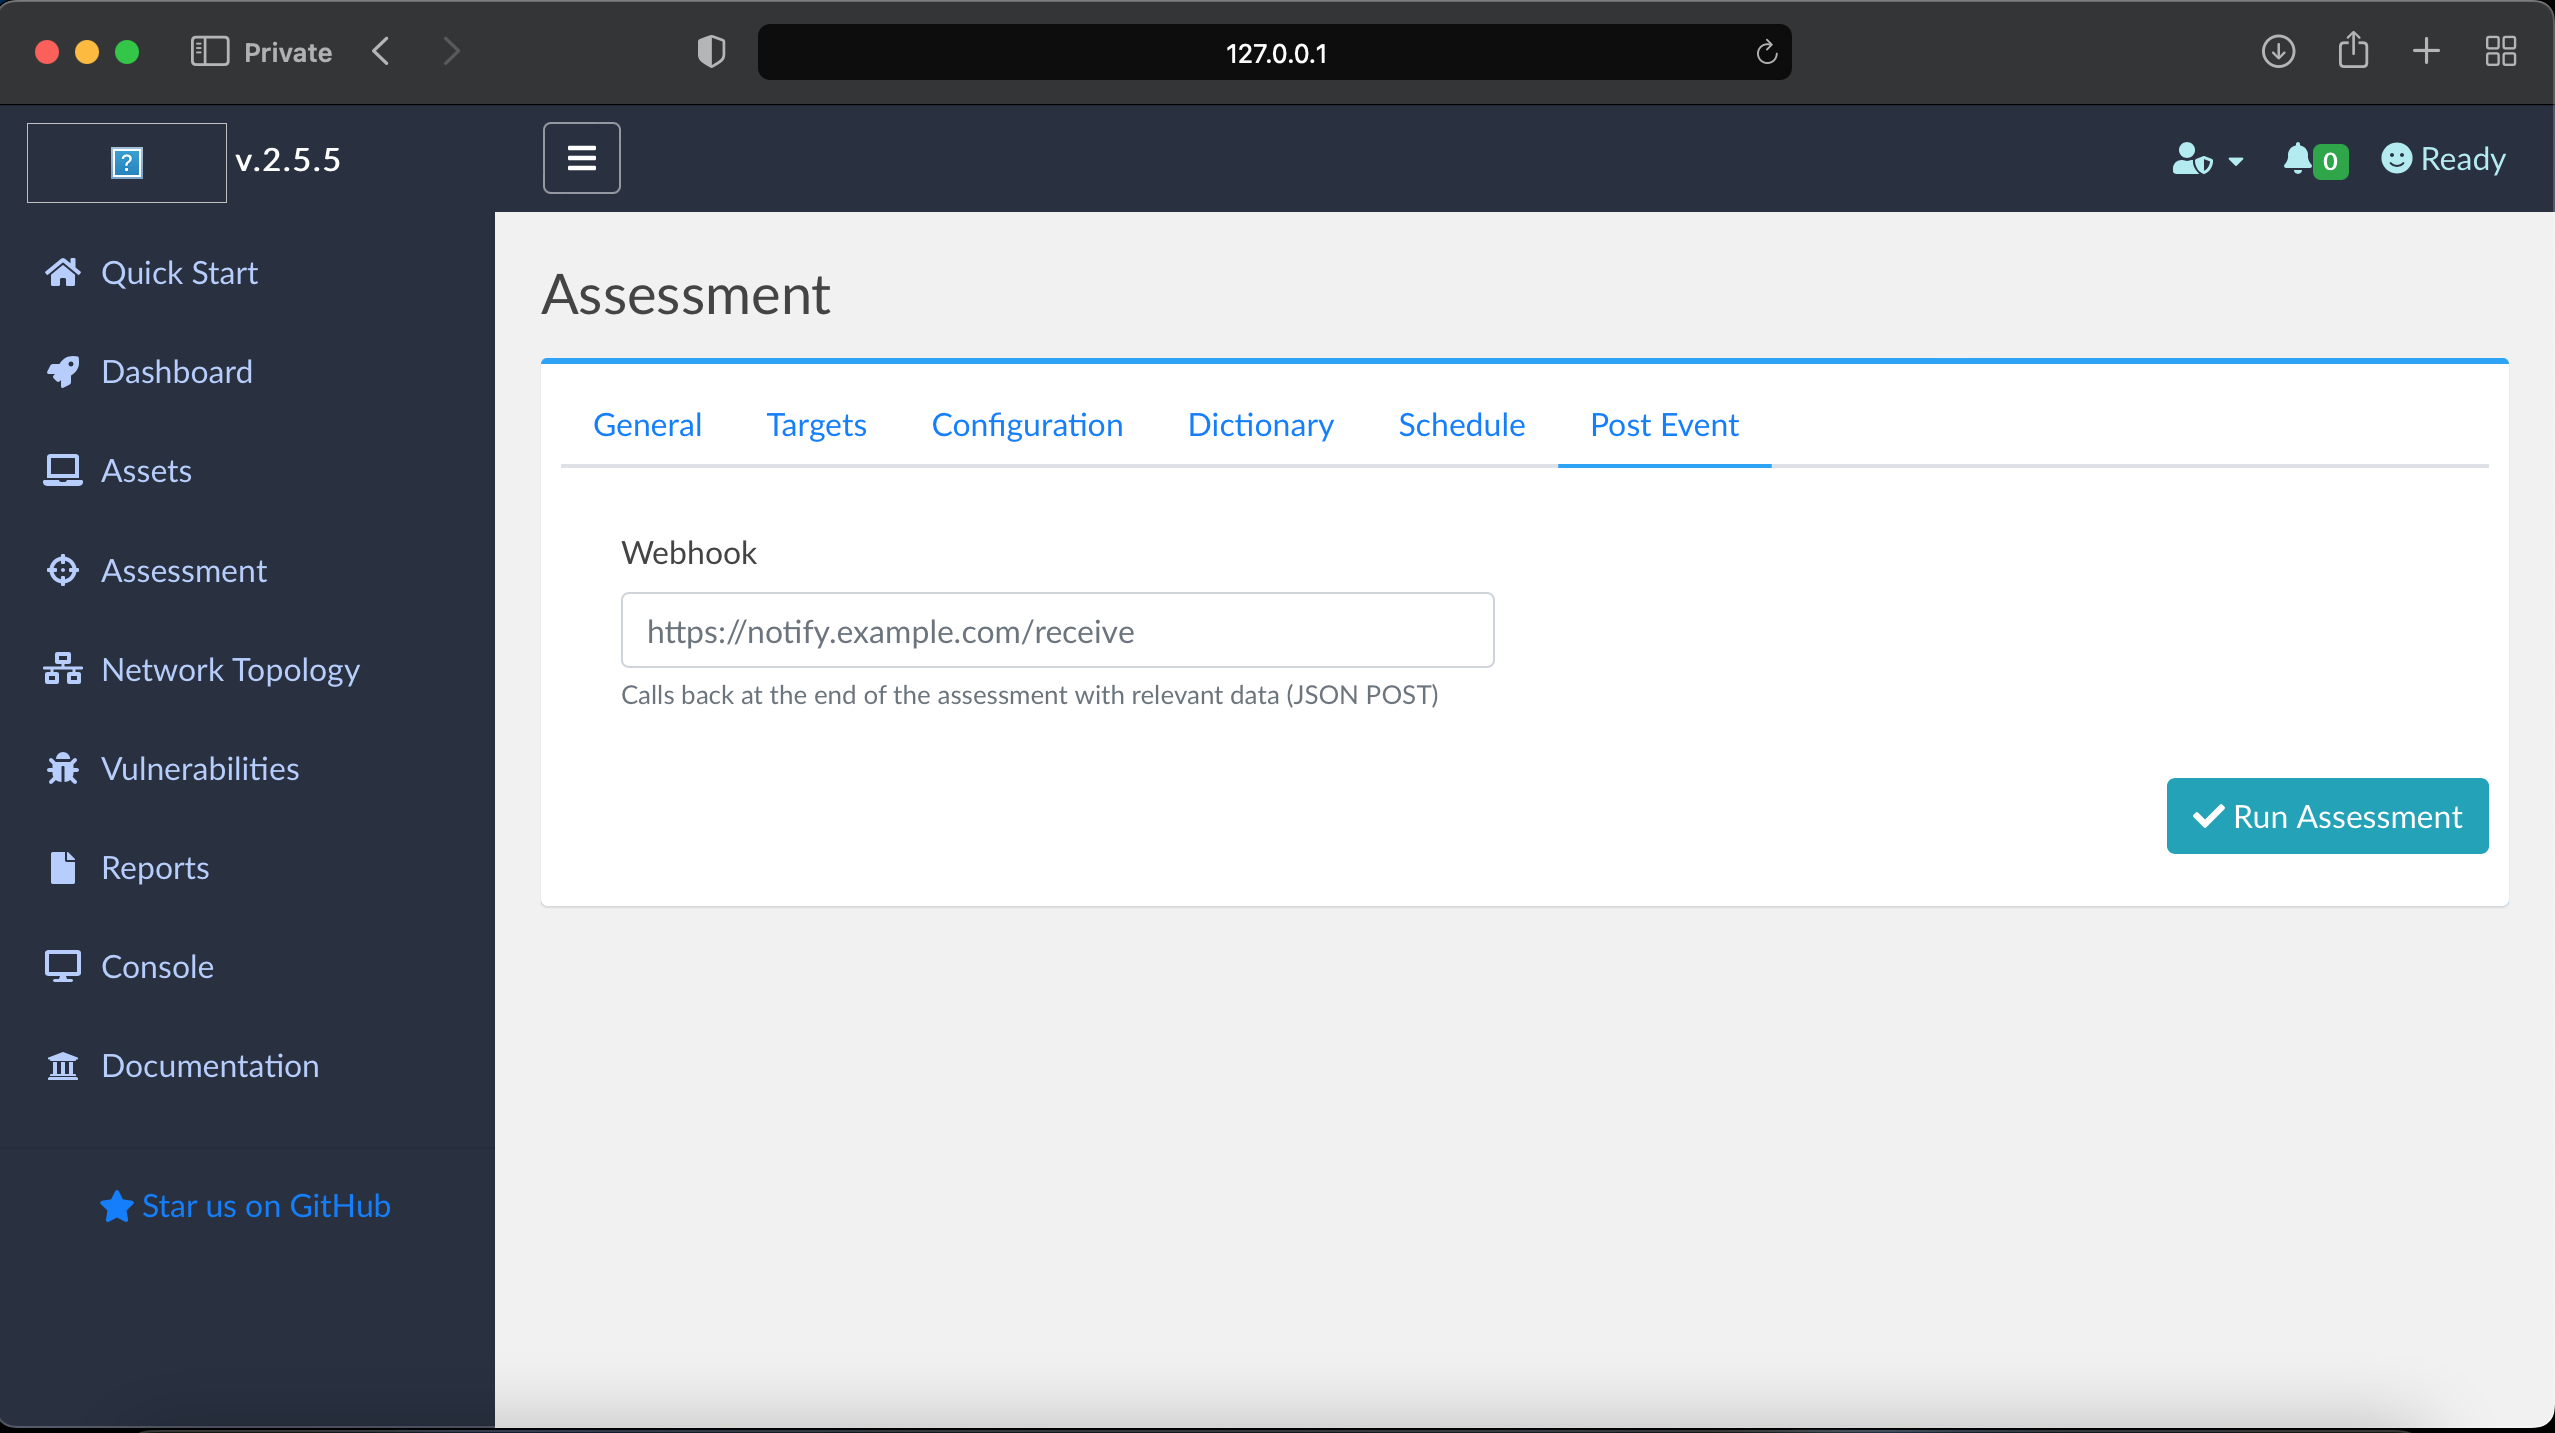 Private
127.0.0.1
? v.2.5.5
0
Ready
Quick Start
Dashboard
Assets
Assessment
Network Topology
Vulnerabilities
Reports
Console
Documentation
Star us on GitHub
Assessment
General Targets Configuration Dictionary Schedule Post Event
Webhook
https://notify.example.com/receive
Calls back at the end of the assessment with relevant data (JSON POST)
Run Assessment